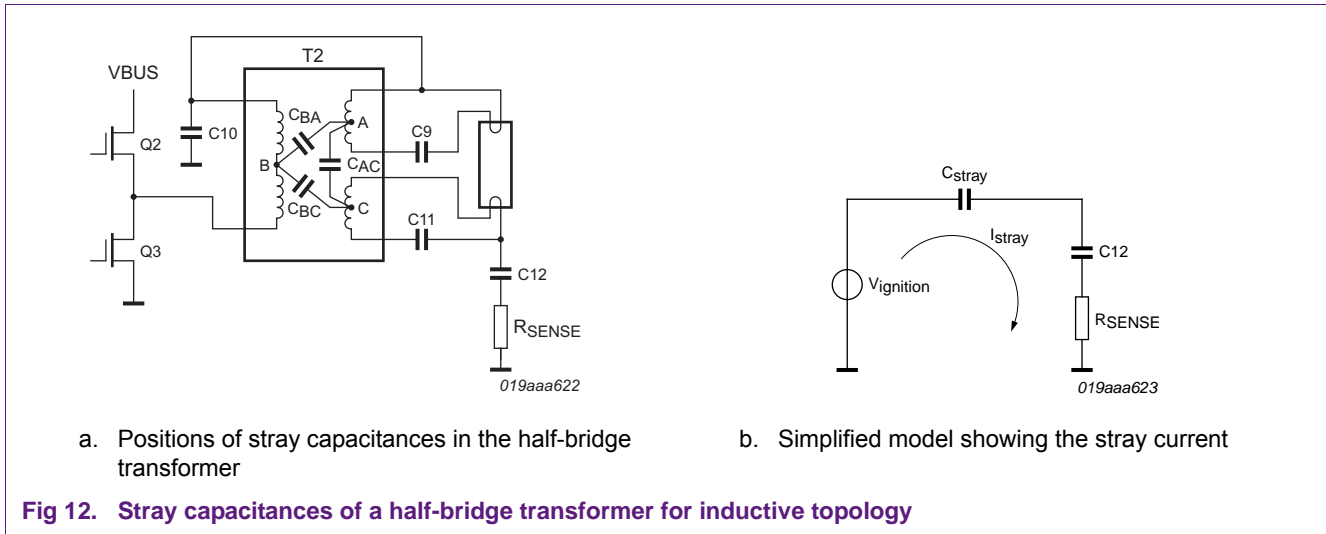 T2
VBUS
Q2
C10
CBA
A
B
CAC
CBC
C
C9
C11
Q3
C12
RSENSE
019aaa622
Cstray
Istray
Vignition
C12
RSENSE
019aaa623
a. Positions of stray capacitances in the half-bridge
transformer
b. Simplified model showing the stray current
Fig 12. Stray capacitances of a half-bridge transformer for inductive topology